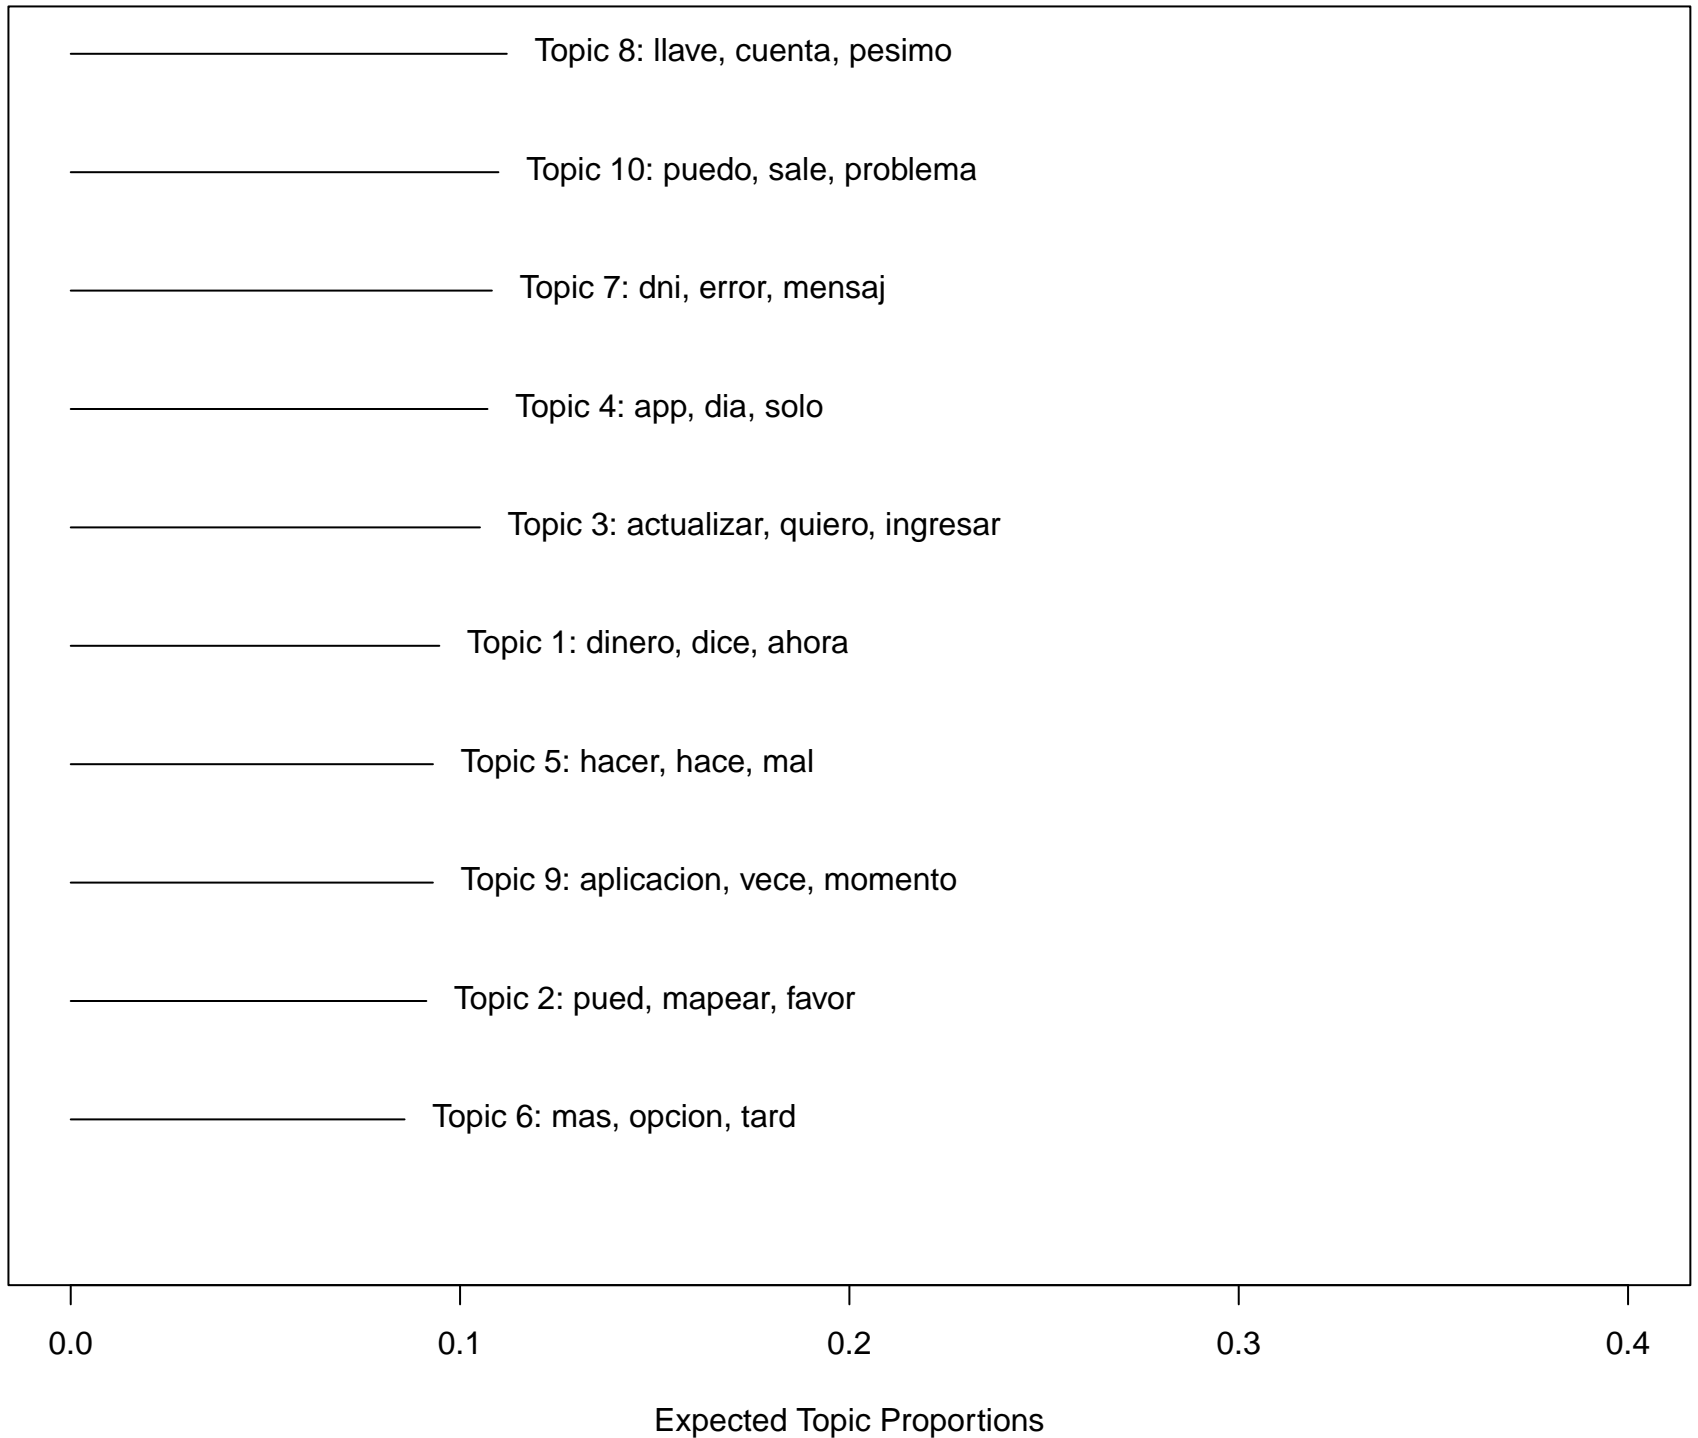 Topic 8: llave, cuenta, pesimo
Topic 10: puedo, sale, problema
Topic 7: dni, error, mensaj
Topic 4: app, dia, solo
Topic 3: actualizar, quiero, ingresar
Topic 1: dinero, dice, ahora
Topic 5: hacer, hace, mal
Topic 9: aplicacion, vece, momento
Topic 2: pued, mapear, favor
Topic 6: mas, opcion, tard
0.0 0.1 0.2 0.3 0.4
Expected Topic Proportions